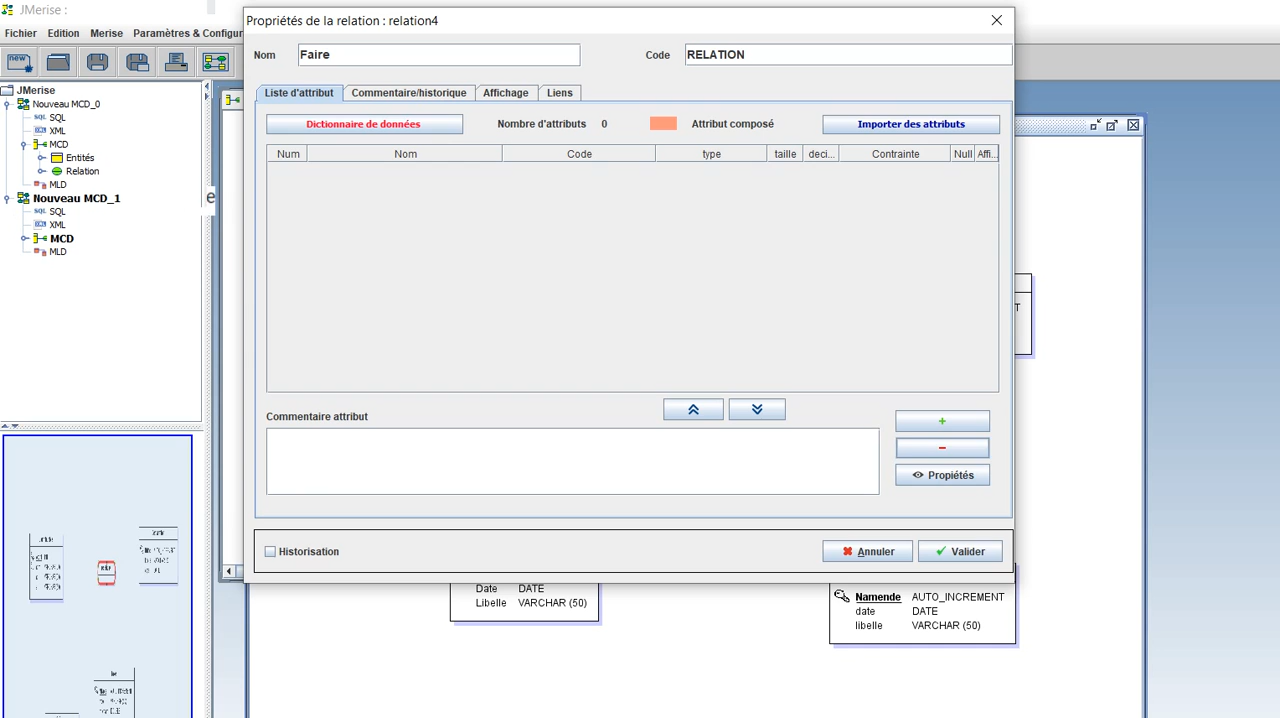 JMerise :
Propriétés de la relation : relation4
Fichier Edition Merise Paramètres & Configur
Nom Faire Code RELATION
new
Liste d'attribut Commentaire/historique Affichage Liens
Dictionnaire de données Nombre d'attributs 0 Attribut composé Importer des attributs
Num Nom Code type taille deci... Contrainte Null Affi...
JMerise
Nouveau MCD_0
SQL
XML
MCD
Entités
Relation
MLD
Nouveau MCD_1
SQL
XML
MCD
MLD
e
T
Commentaire attribut
+
−
Propiétés
Historisation Annuler Valider
Date DATE
Libelle VARCHAR (50)
Namende AUTO_INCREMENT
date DATE
libelle VARCHAR (50)